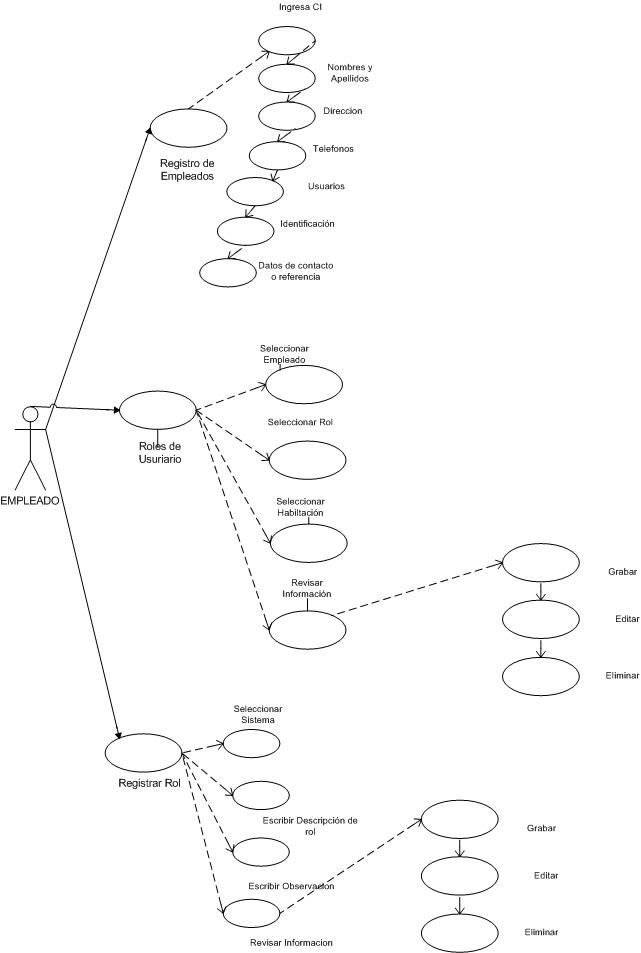 Ingresa CI
Nombres y
Apellidos
Direccion
Telefonos
Registro de
Empleados
Usuarios
Identificación
Datos de contacto
o referencia
Seleccionar
Empleado
Seleccionar Rol
Roles de
Usuriario
EMPLEADO
Seleccionar
Habiltación
Revisar
Información
Grabar
Editar
Eliminar
Seleccionar
Sistema
Registrar Rol
Escribir Descripción de
rol
Escribir Observacion
Revisar Informacion
Grabar
Editar
Eliminar